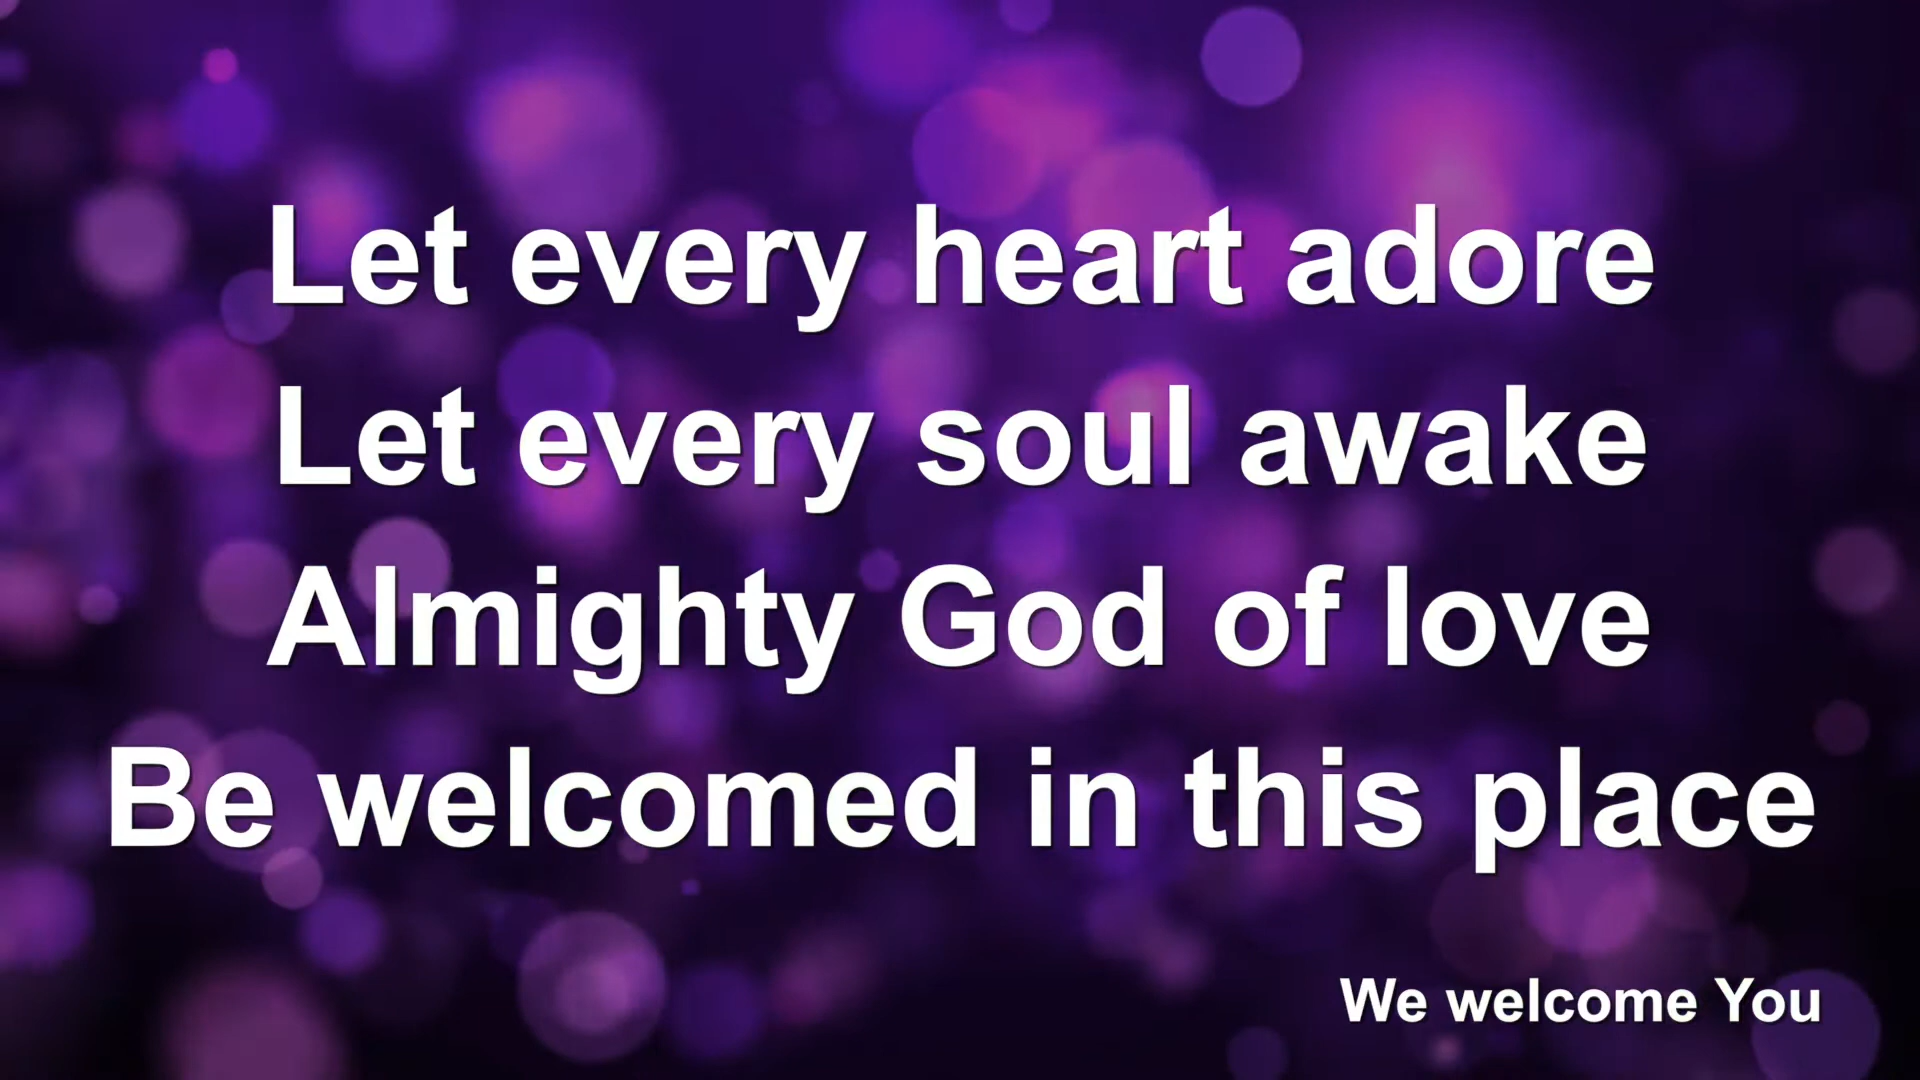 Let every heart adore
Let every soul awake
Almighty God of love
Be welcomed in this place
We welcome You